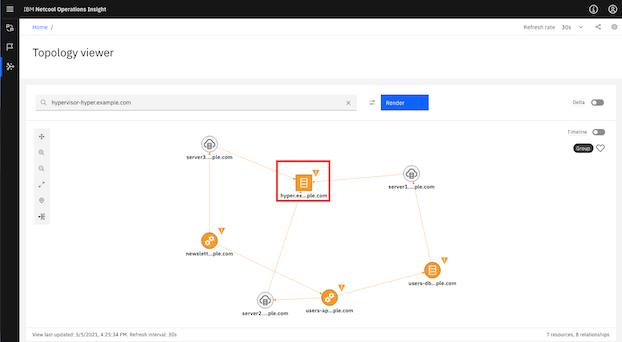 IBM Netcool Operations Insight
Home /
Refresh rate 30s
Topology viewer
hypervisor-hyper.example.com
Render
Delta
Timeline
Group
server3....ple.com
hyper.ex...ple.com
server1....ple.com
newslett...ple.com
users-db...ple.com
server2....ple.com
users-ap...ple.com
View last updated: 5/5/2021, 4:25:34 PM. Refresh interval: 30s
7 resources, 8 relationships